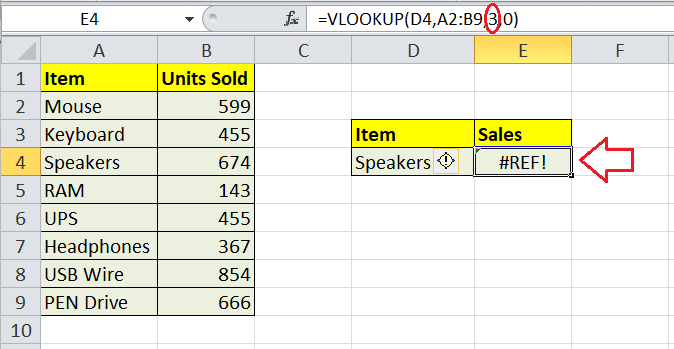 E4 fx =VLOOKUP(D4,A2:B9,3,0)
A B C D E F
1 Item Units Sold
2 Mouse 599
3 Keyboard 455 Item Sales
4 Speakers 674 Speakers #REF!
5 RAM 143
6 UPS 455
7 Headphones 367
8 USB Wire 854
9 PEN Drive 666
10